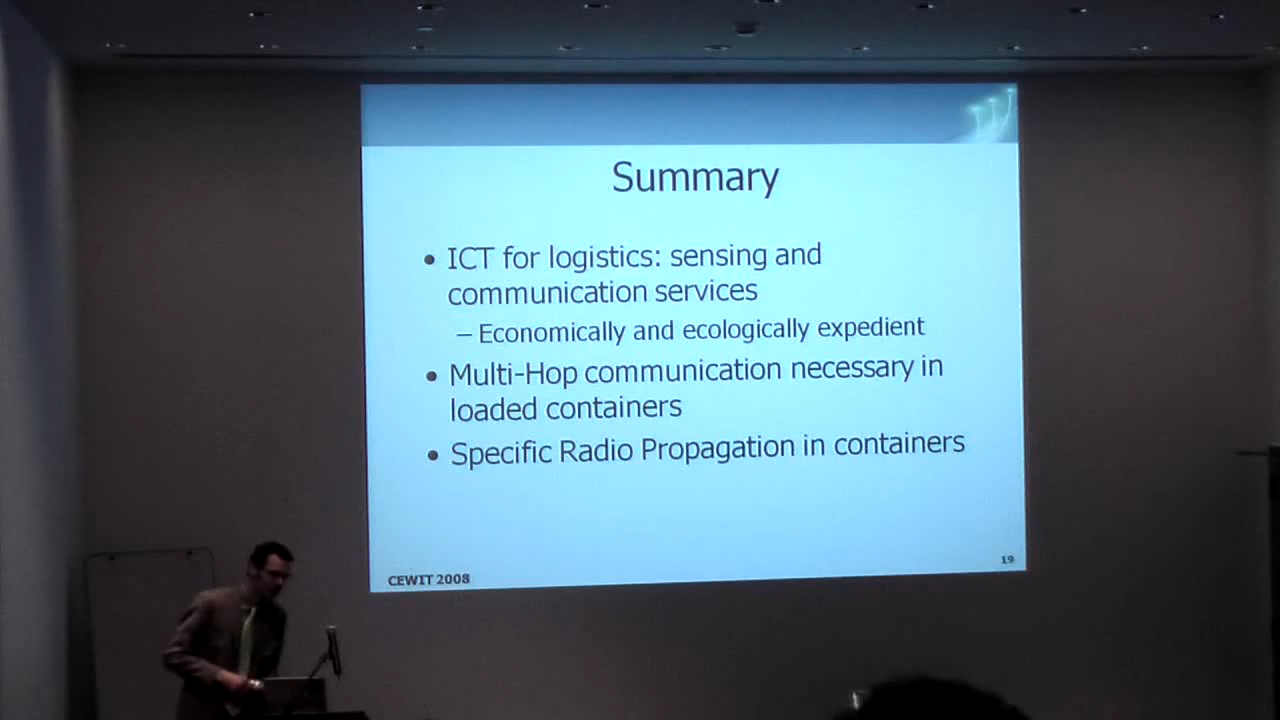 Summary
• ICT for logistics: sensing and
communication services
– Economically and ecologically expedient
• Multi-Hop communication necessary in
loaded containers
• Specific Radio Propagation in containers
CEWIT 2008
19